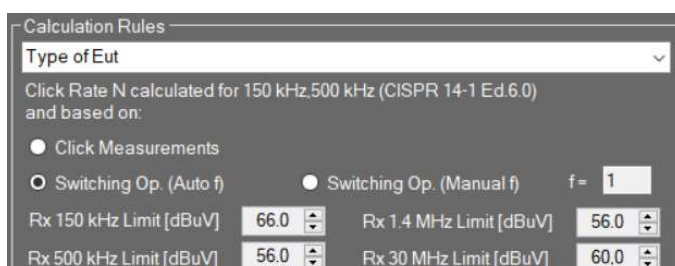 Calculation Rules
Type of Eut
Click Rate N calculated for 150 kHz,500 kHz (CISPR 14-1 Ed.6.0)
and based on:
Click Measurements
Switching Op. (Auto f) Switching Op. (Manual f) f = 1
Rx 150 kHz Limit [dBuV] 66.0 Rx 1.4 MHz Limit [dBuV] 56.0
Rx 500 kHz Limit [dBuV] 56.0 Rx 30 MHz Limit [dBuV] 60.0